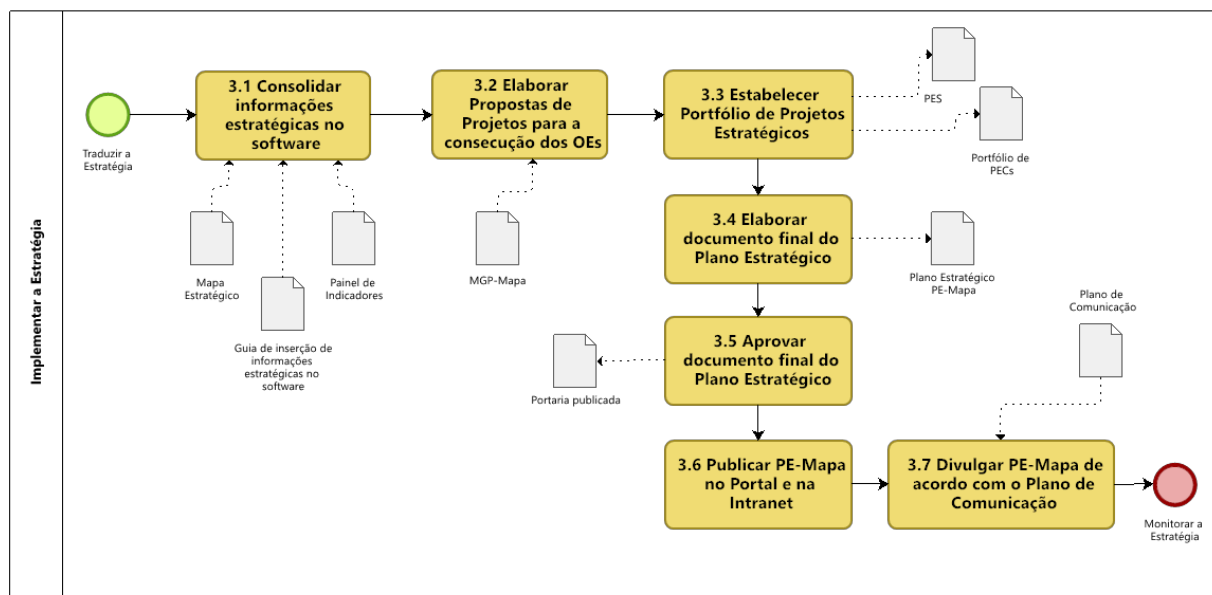 Implementar a Estratégia
Traduzir a
Estratégia
3.1 Consolidar
informações
estratégicas no
software
3.2 Elaborar
Propostas de
Projetos para a
consecução dos OEs
3.3 Estabelecer
Portfólio de Projetos
Estratégicos
PES
Portfólio de
PECs
Mapa
Estratégico
Guia de inserção de
informações
estratégicas no
software
Painel de
Indicadores
MGP-Mapa
3.4 Elaborar
documento final do
Plano Estratégico
Plano Estratégico
PE-Mapa
Plano de
Comunicação
3.5 Aprovar
documento final do
Plano Estratégico
Portaria publicada
3.6 Publicar PE-Mapa
no Portal e na
Intranet
3.7 Divulgar PE-Mapa de
acordo com o Plano de
Comunicação
Monitorar a
Estratégia